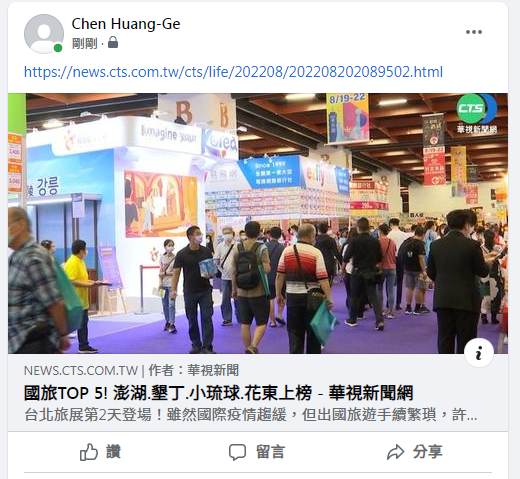 Chen Huang-Ge
剛剛 ·
https://news.cts.com.tw/cts/life/202208/202208202089502.html
8/19-22
CTS
華視新聞網
B
B
Imagine your
Korea
Since 1990
江陵
NEWS.CTS.COM.TW | 作者：華視新聞
國旅TOP 5! 澎湖.墾丁.小琉球.花東上榜 - 華視新聞網
台北旅展第2天登場！雖然國際疫情趨緩，但出國旅遊手續繁瑣，許...
讚
留言
分享